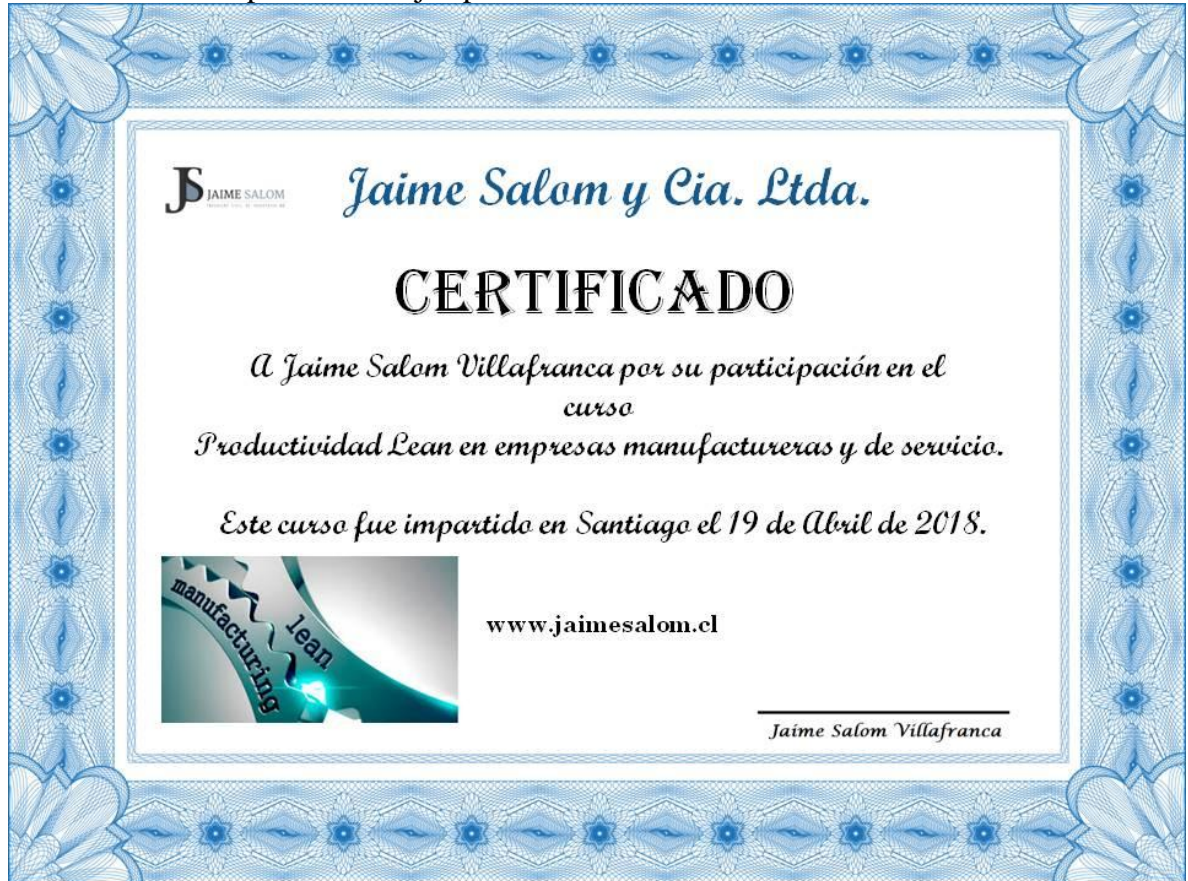 JS JAIME SALOM
Jaime Salom y Cia. Ltda.
CERTIFICADO
A Jaime Salom Villafranca por su participación en el
curso
Productividad Lean en empresas manufactureras y de servicio.
Este curso fue impartido en Santiago el 19 de Abril de 2018.
manufacturing
lean
www.jaimesalom.cl
Jaime Salom Villafranca